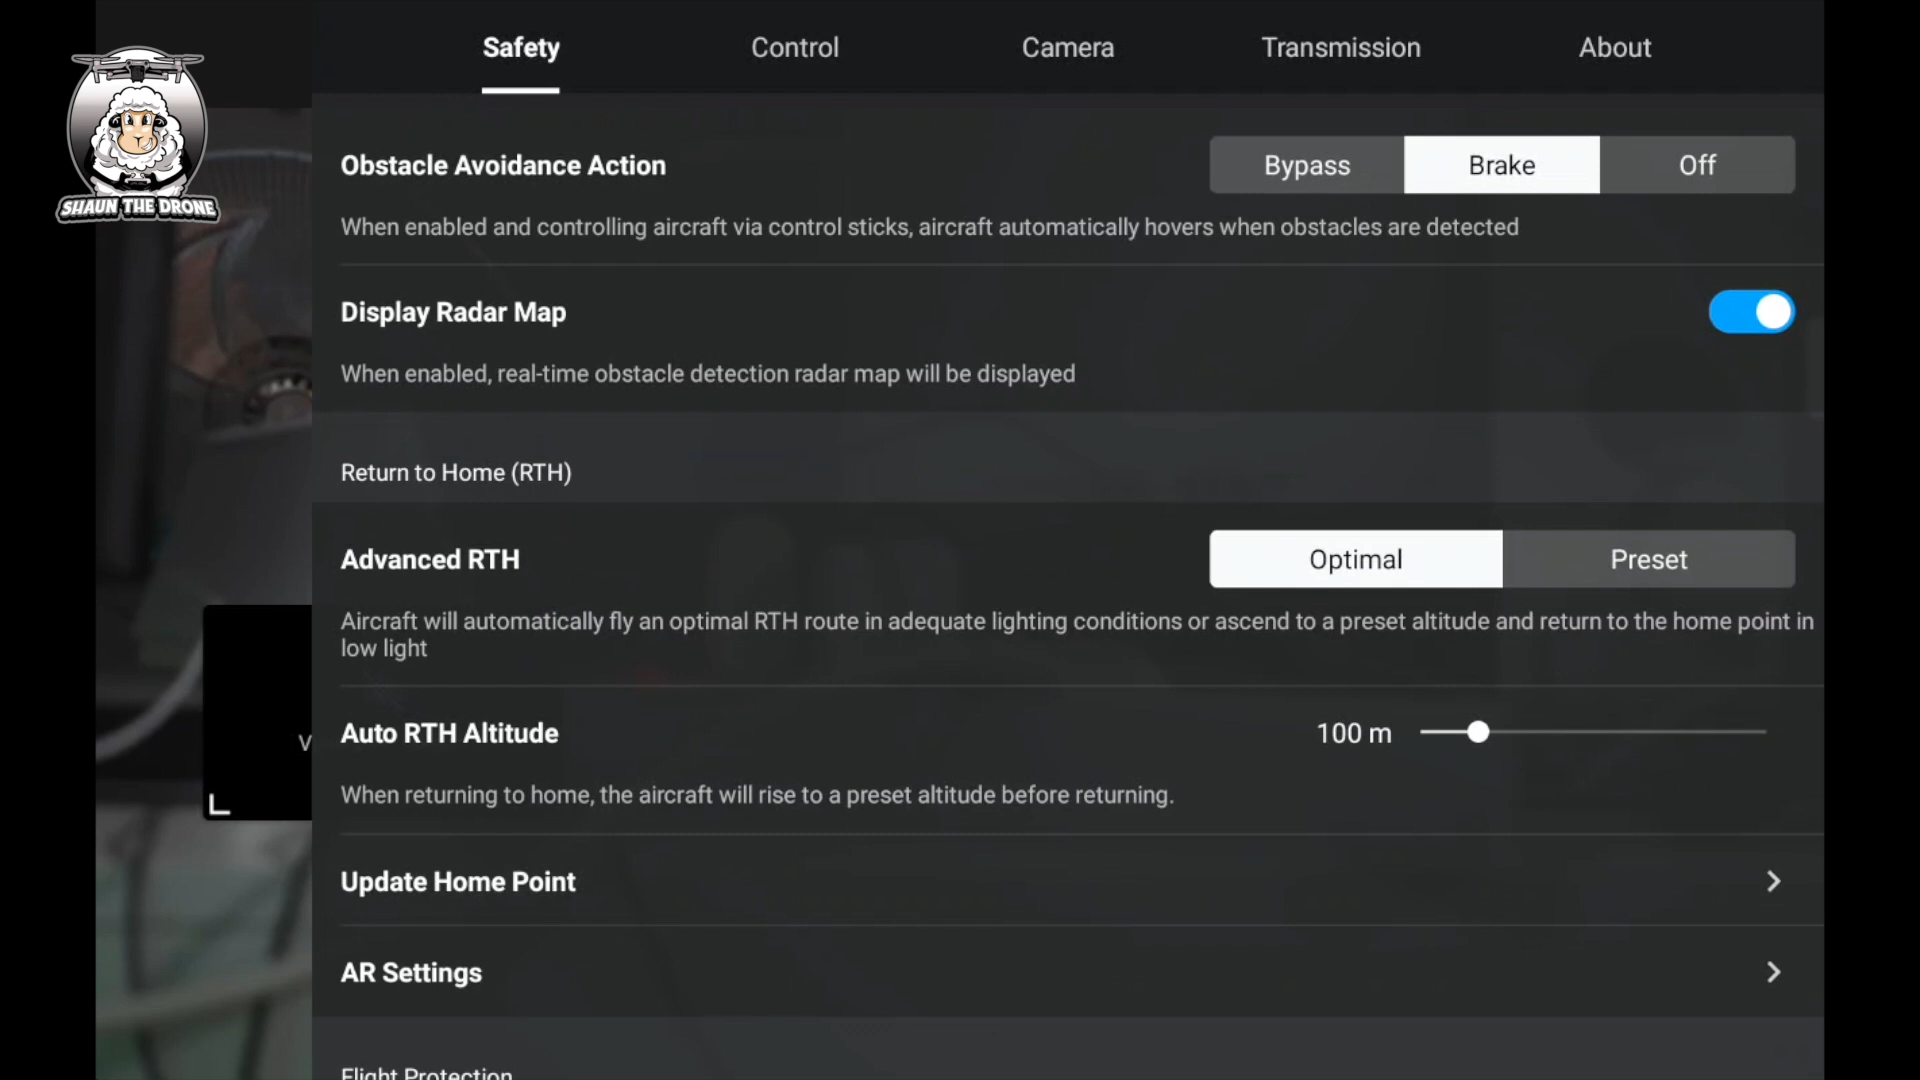 Safety Control Camera Transmission About
SHAUN THE DRONE
Obstacle Avoidance Action Bypass Brake Off
When enabled and controlling aircraft via control sticks, aircraft automatically hovers when obstacles are detected
Display Radar Map
When enabled, real-time obstacle detection radar map will be displayed
Return to Home (RTH)
Advanced RTH Optimal Preset
Aircraft will automatically fly an optimal RTH route in adequate lighting conditions or ascend to a preset altitude and return to the home point in
low light
Auto RTH Altitude 100 m
When returning to home, the aircraft will rise to a preset altitude before returning.
Update Home Point
AR Settings
Flight Protection